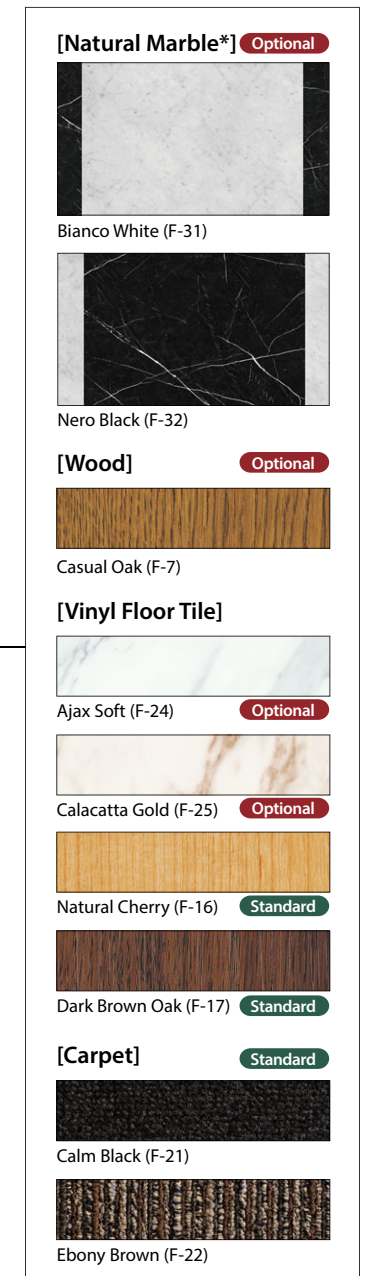 [Natural Marble*] Optional
Bianco White (F-31)
Nero Black (F-32)
[Wood] Optional
Casual Oak (F-7)
[Vinyl Floor Tile]
Ajax Soft (F-24) Optional
Calacatta Gold (F-25) Optional
Natural Cherry (F-16) Standard
Dark Brown Oak (F-17) Standard
[Carpet] Standard
Calm Black (F-21)
Ebony Brown (F-22)